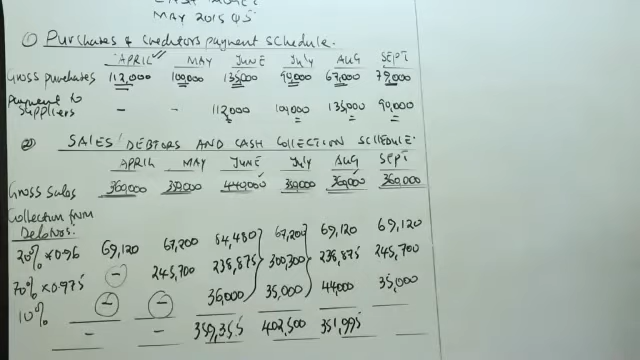 MAY 2015 Q5
① Purchases & creditors payment schedule.
APRIL MAY JUNE July AUG SEPT
Gross purchases 112,000 100,000 135,000 90,000 67,000 79,000
payment to
suppliers - - 112,000 100,000 135,000 90,000
② SALES' DEBTORS AND CASH COLLECTION SCHEDULE'
APRIL MAY JUNE July AUG SEPT
Gross sales 360,000 350,000 440,000 350,000 360,000 360,000
Collection from
Debtors.
20% x 0.96 69,120 67,200 84,480 67,200 69,120 69,120
70% x 0.975 - 245,700 238,875 300,300 238,875 245,700
10% - - 36,000 35,000 44,000 35,000
- - 359,355 402,500 351,995